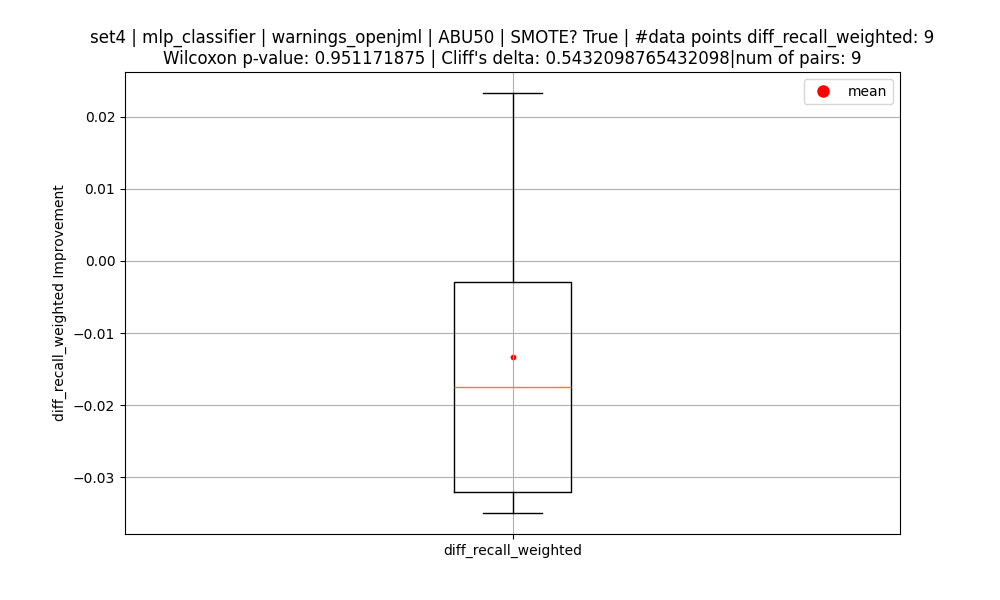 set4 | mlp_classifier | warnings_openjml | ABU50 | SMOTE? True | #data points diff_recall_weighted: 9
Wilcoxon p-value: 0.951171875 | Cliff's delta: 0.5432098765432098|num of pairs: 9
mean
0.02
0.01
0.00
−0.01
−0.02
−0.03
diff_recall_weighted Improvement
diff_recall_weighted